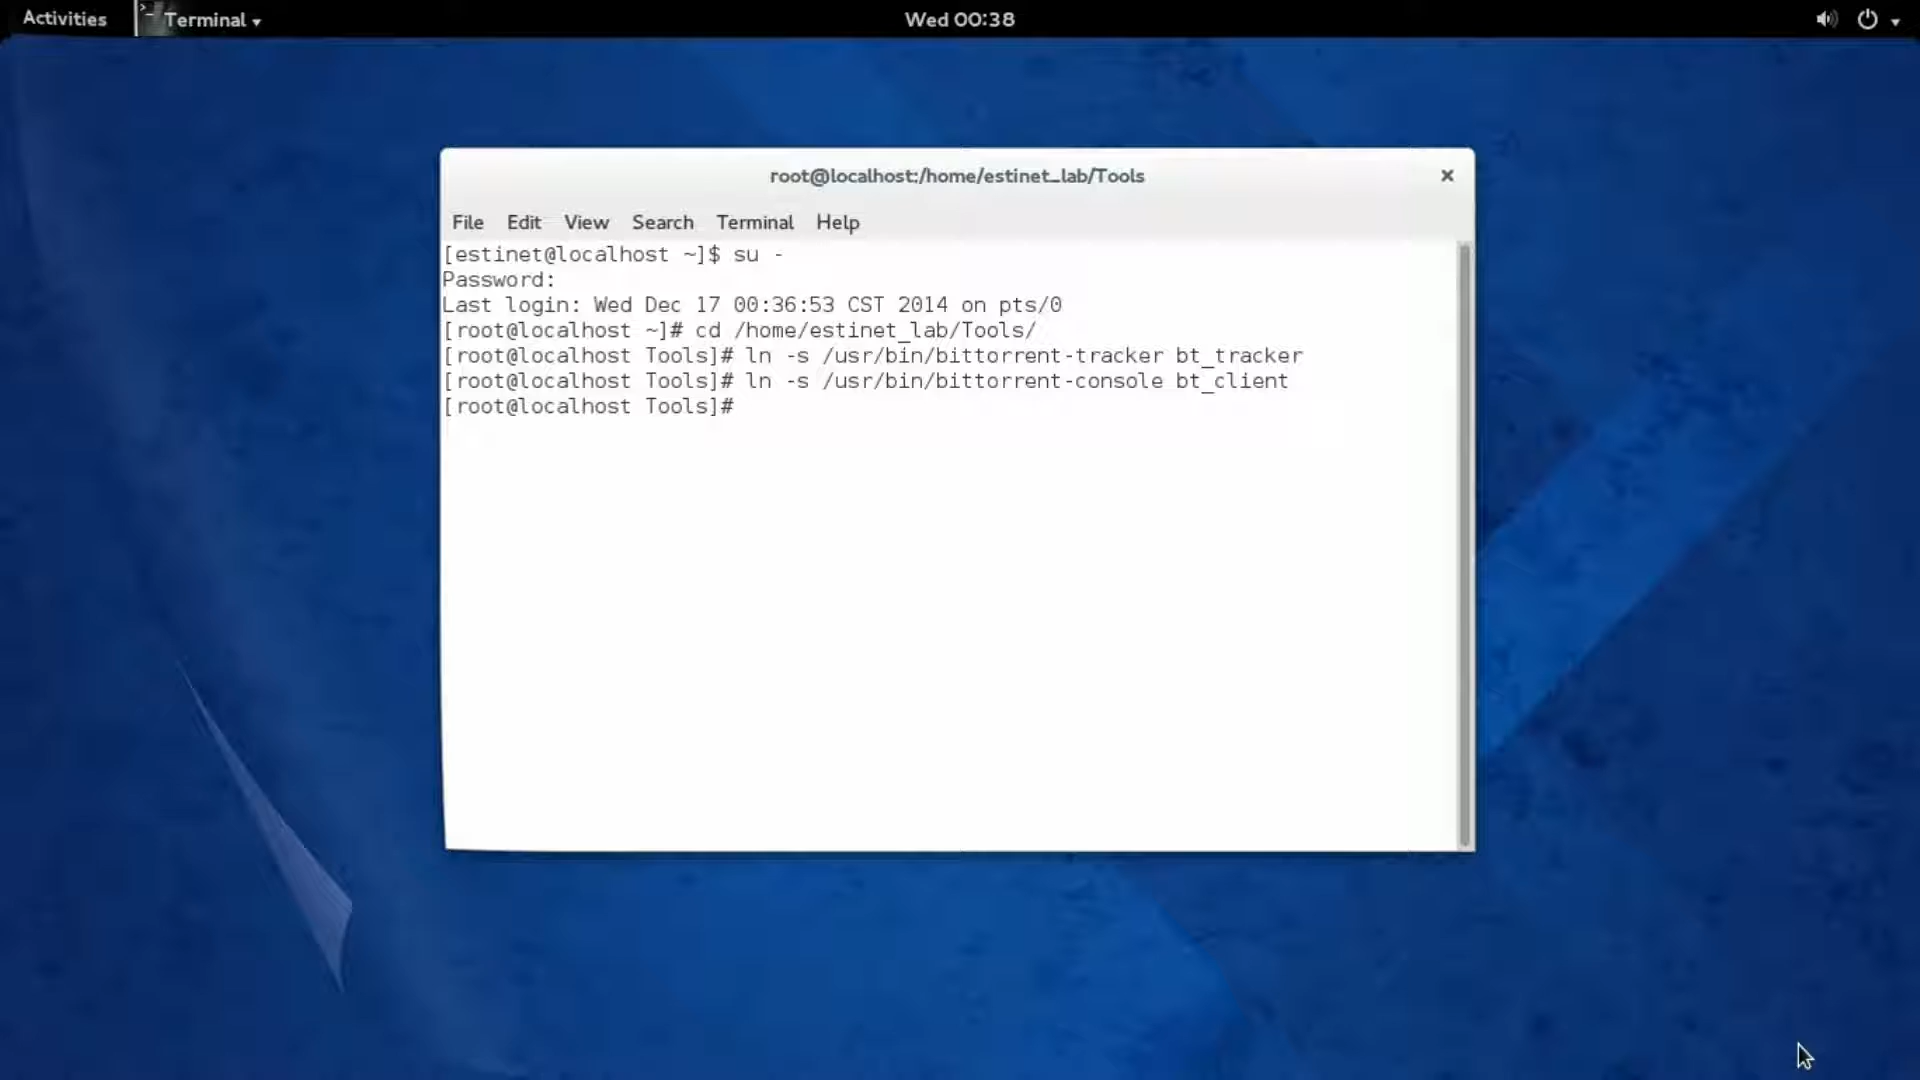 Activities
Terminal
Wed 00:38
root@localhost:/home/estinet_lab/Tools
File Edit View Search Terminal Help
[estinet@localhost ~]$ su -
Password:
Last login: Wed Dec 17 00:36:53 CST 2014 on pts/0
[root@localhost ~]# cd /home/estinet_lab/Tools/
[root@localhost Tools]# ln -s /usr/bin/bittorrent-tracker bt_tracker
[root@localhost Tools]# ln -s /usr/bin/bittorrent-console bt_client
[root@localhost Tools]#